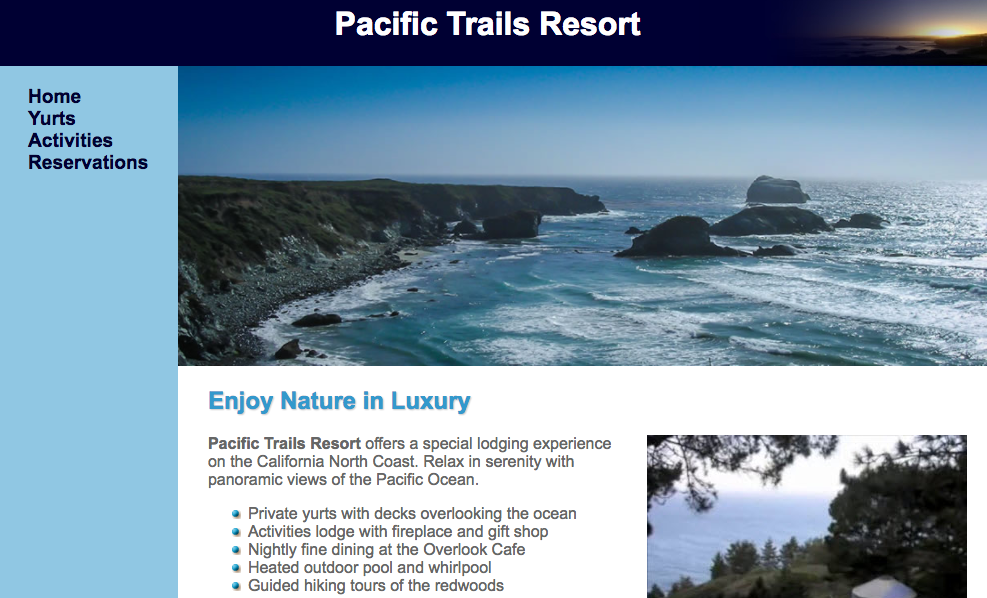 Pacific Trails Resort
Home
Yurts
Activities
Reservations
Enjoy Nature in Luxury
Pacific Trails Resort offers a special lodging experience
on the California North Coast. Relax in serenity with
panoramic views of the Pacific Ocean.
Private yurts with decks overlooking the ocean
Activities lodge with fireplace and gift shop
Nightly fine dining at the Overlook Cafe
Heated outdoor pool and whirlpool
Guided hiking tours of the redwoods